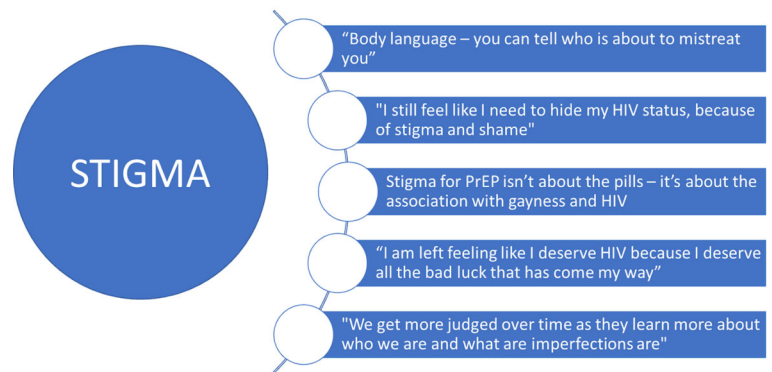 STIGMA
“Body language – you can tell who is about to mistreat
you”
"I still feel like I need to hide my HIV status, because
of stigma and shame"
Stigma for PrEP isn’t about the pills – it’s about the
association with gayness and HIV
“I am left feeling like I deserve HIV because I deserve
all the bad luck that has come my way”
"We get more judged over time as they learn more about
who we are and what are imperfections are"